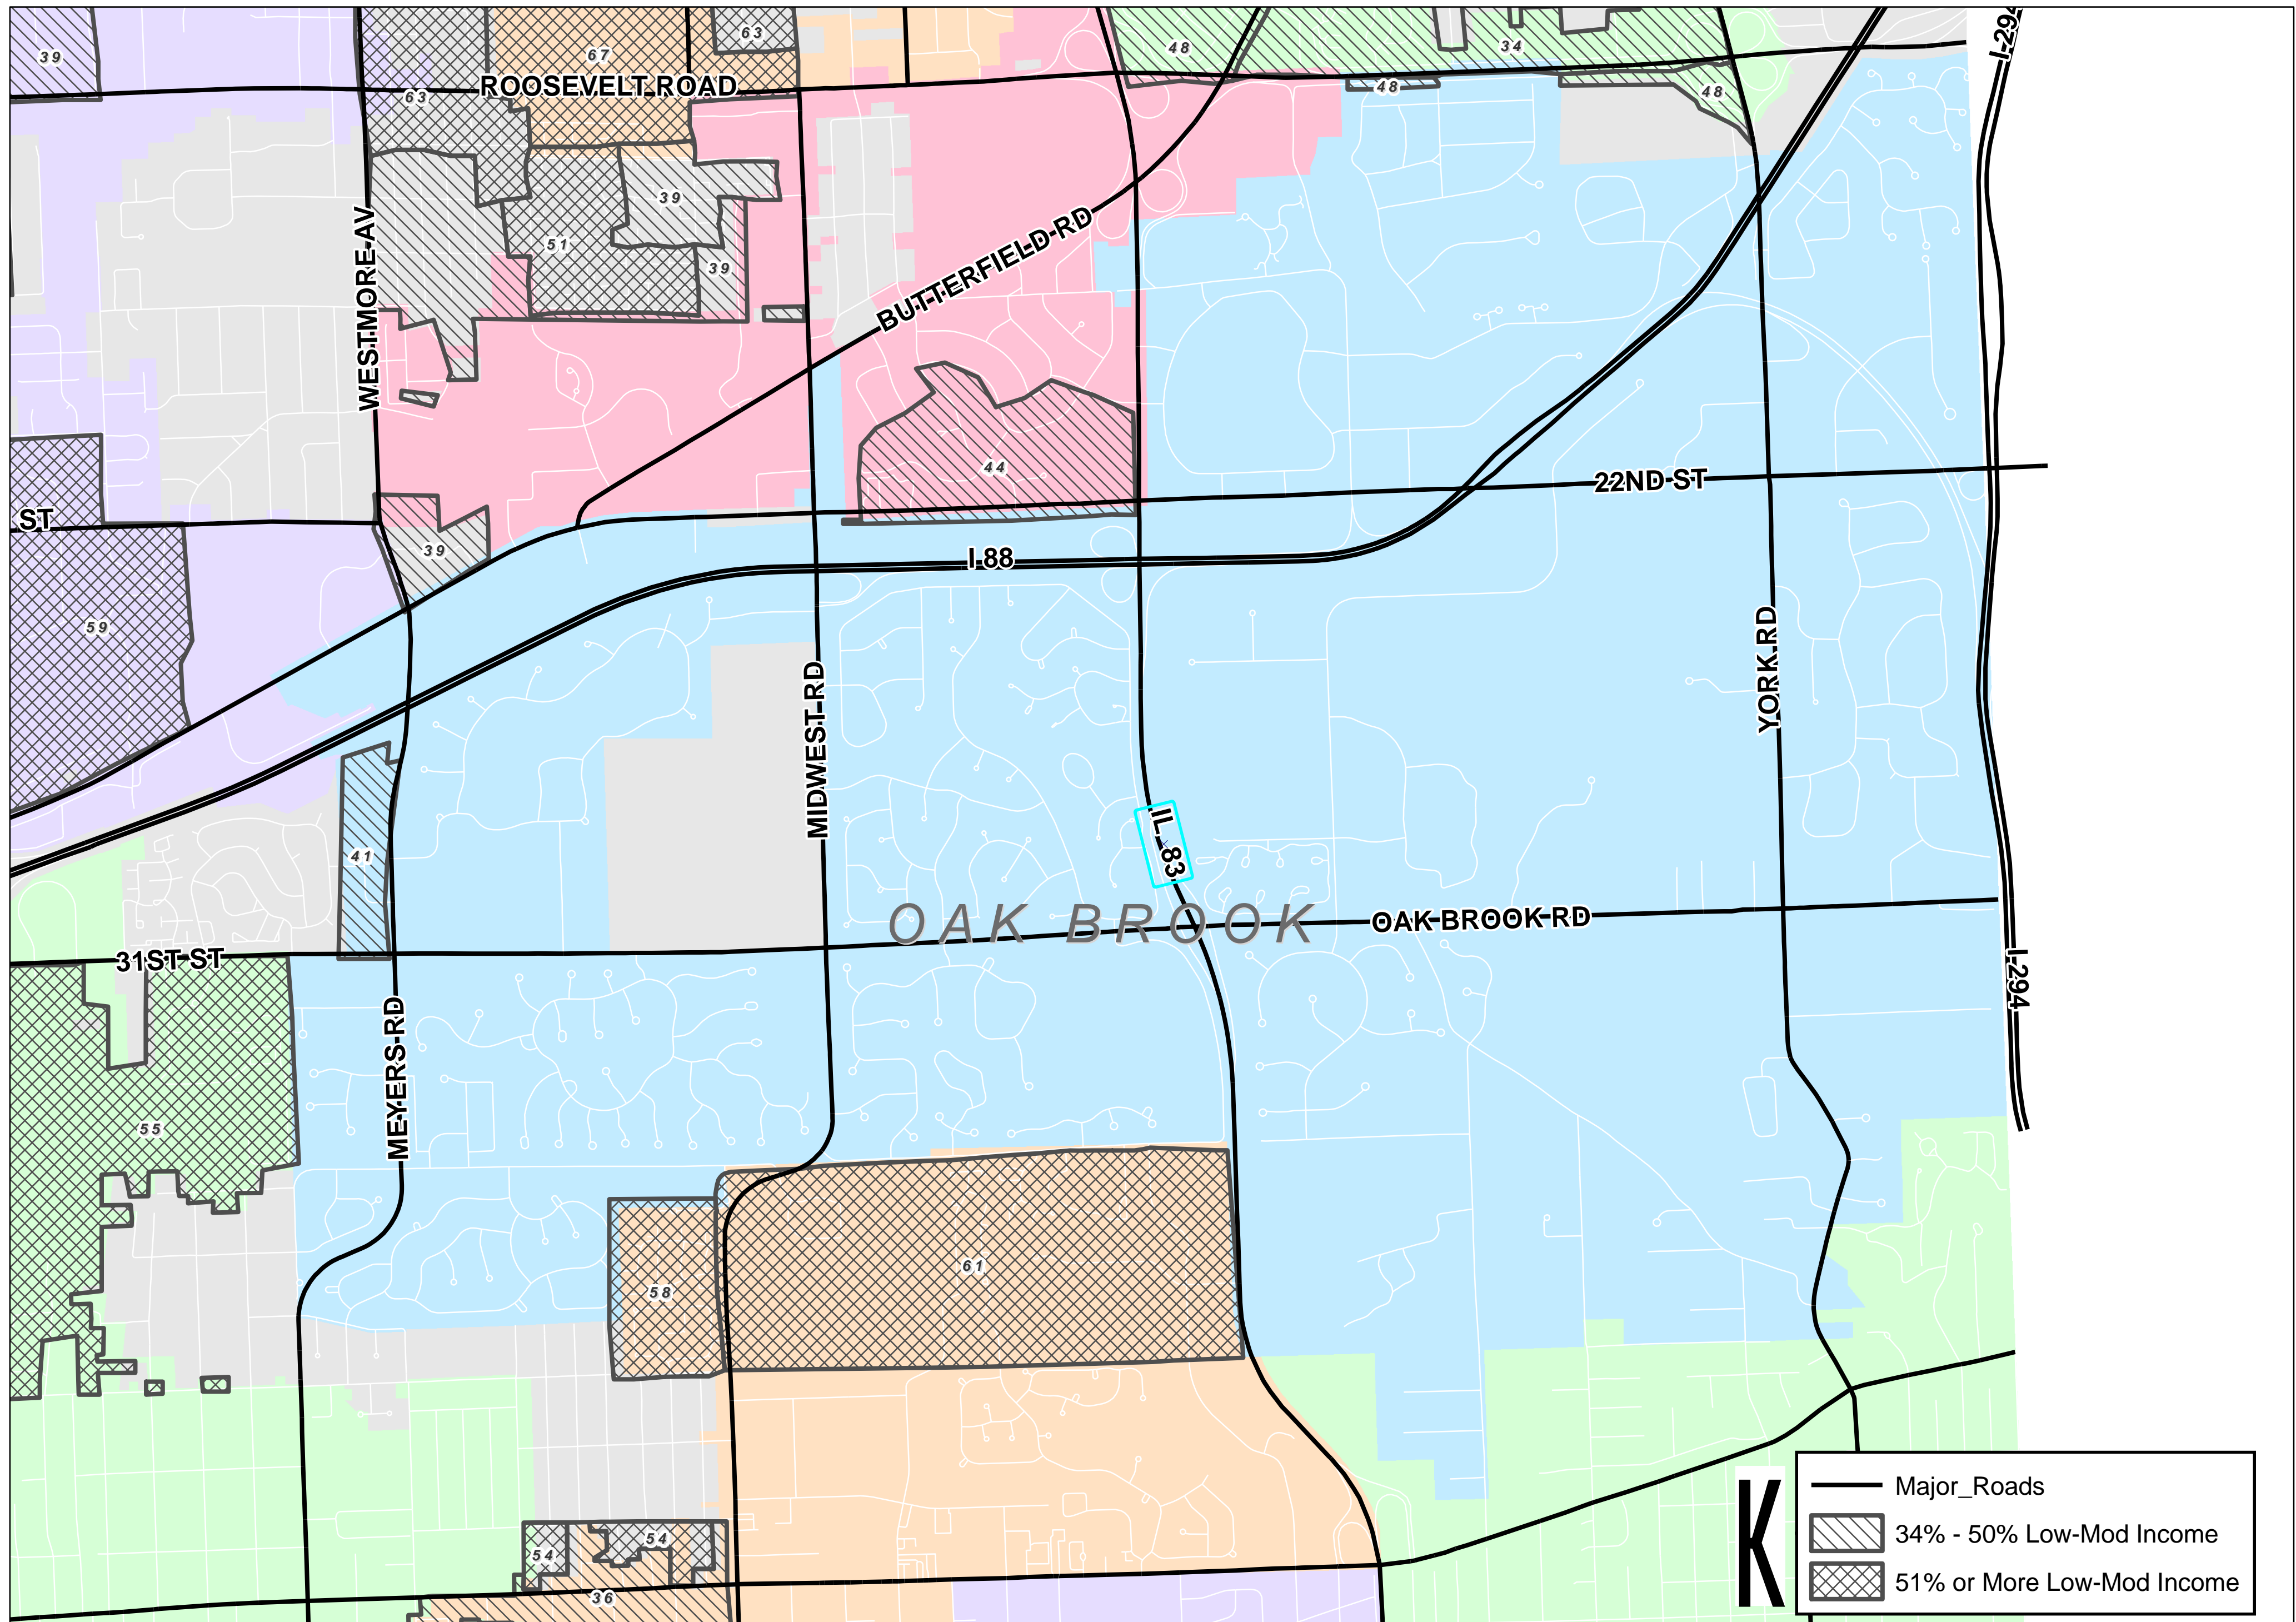 I-294
39
67
63
48
34
ROOSEVELT ROAD
63
48
48
39
51
39
WESTMORE AV
BUTTERFIELD RD
44
22ND ST
ST
39
I 88
59
MIDWEST RD
YORK RD
IL 83
41
OAK BROOK
OAK BROOK RD
31ST ST
I-294
MEYERS RD
55
61
58
54
54
36
K
Major_Roads
34% - 50% Low-Mod Income
51% or More Low-Mod Income